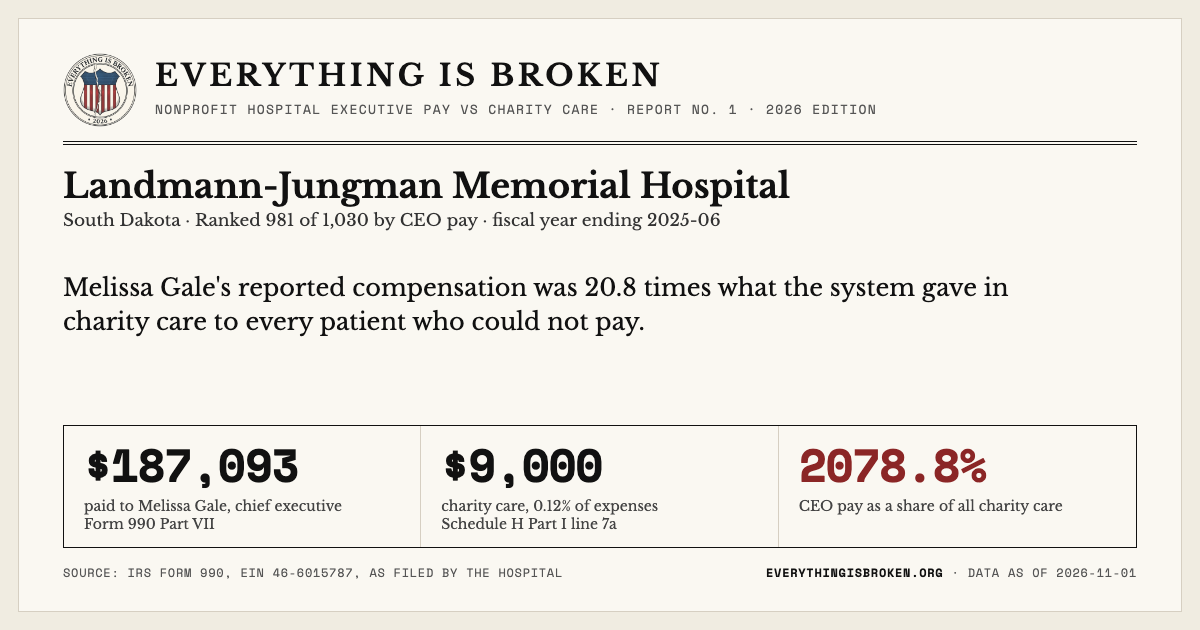 EVERYTHING IS BROKEN
2026
EVERYTHING IS BROKEN
NONPROFIT HOSPITAL EXECUTIVE PAY VS CHARITY CARE · REPORT NO. 1 · 2026 EDITION
Landmann-Jungman Memorial Hospital
South Dakota · Ranked 981 of 1,030 by CEO pay · fiscal year ending 2025-06
Melissa Gale's reported compensation was 20.8 times what the system gave in
charity care to every patient who could not pay.
$187,093
paid to Melissa Gale, chief executive
Form 990 Part VII
$9,000
charity care, 0.12% of expenses
Schedule H Part I line 7a
2078.8%
CEO pay as a share of all charity care
SOURCE: IRS FORM 990, EIN 46-6015787, AS FILED BY THE HOSPITAL
EVERYTHINGISBROKEN.ORG · DATA AS OF 2026-11-01